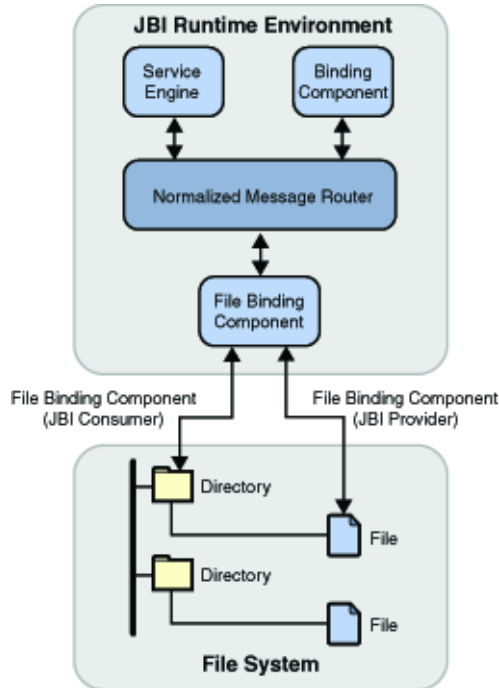 JBI Runtime Environment
Service
Engine
Binding
Component
Normalized Message Router
File Binding
Component
File Binding Component
(JBI Consumer)
File Binding Component
(JBI Provider)
Directory
File
Directory
File
File System